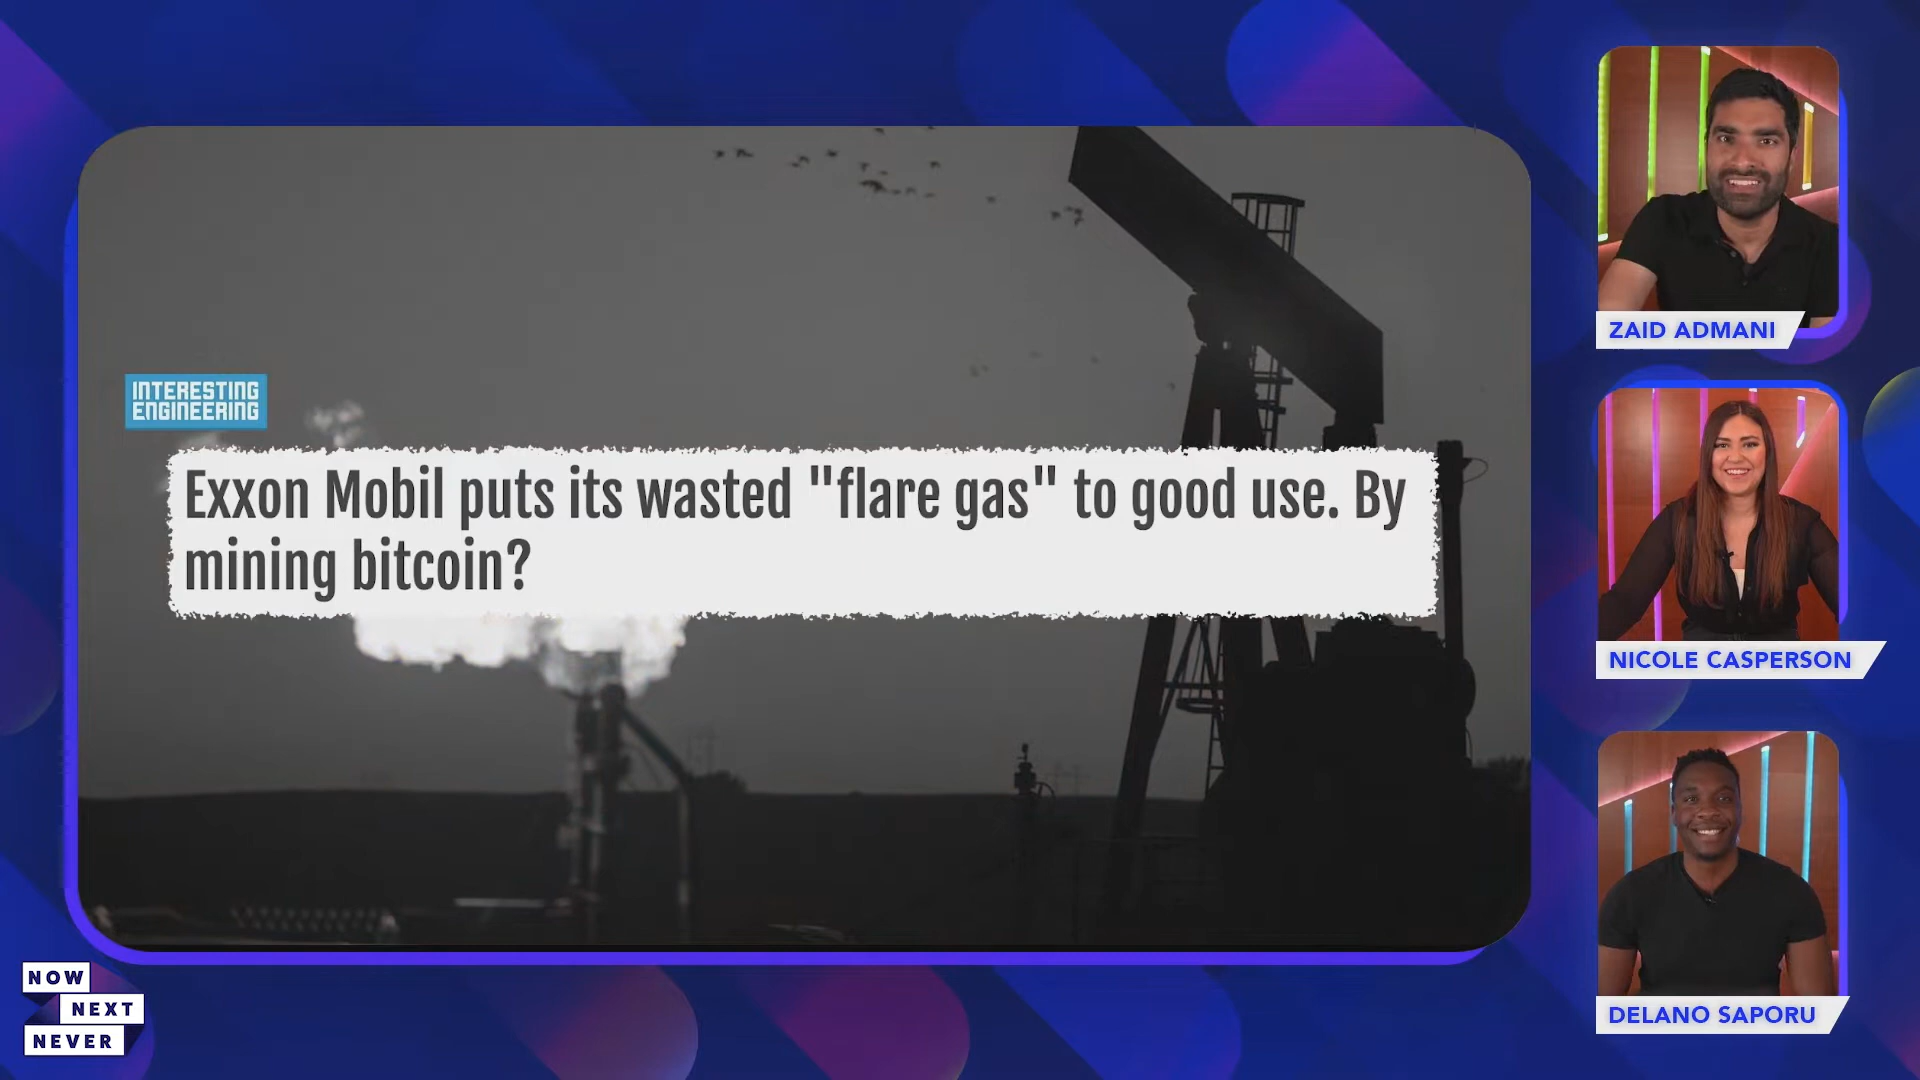 INTERESTING
ENGINEERING
Exxon Mobil puts its wasted "flare gas" to good use. By
mining bitcoin?
ZAID ADMANI
NICOLE CASPERSON
DELANO SAPORU
NOW
NEXT
NEVER